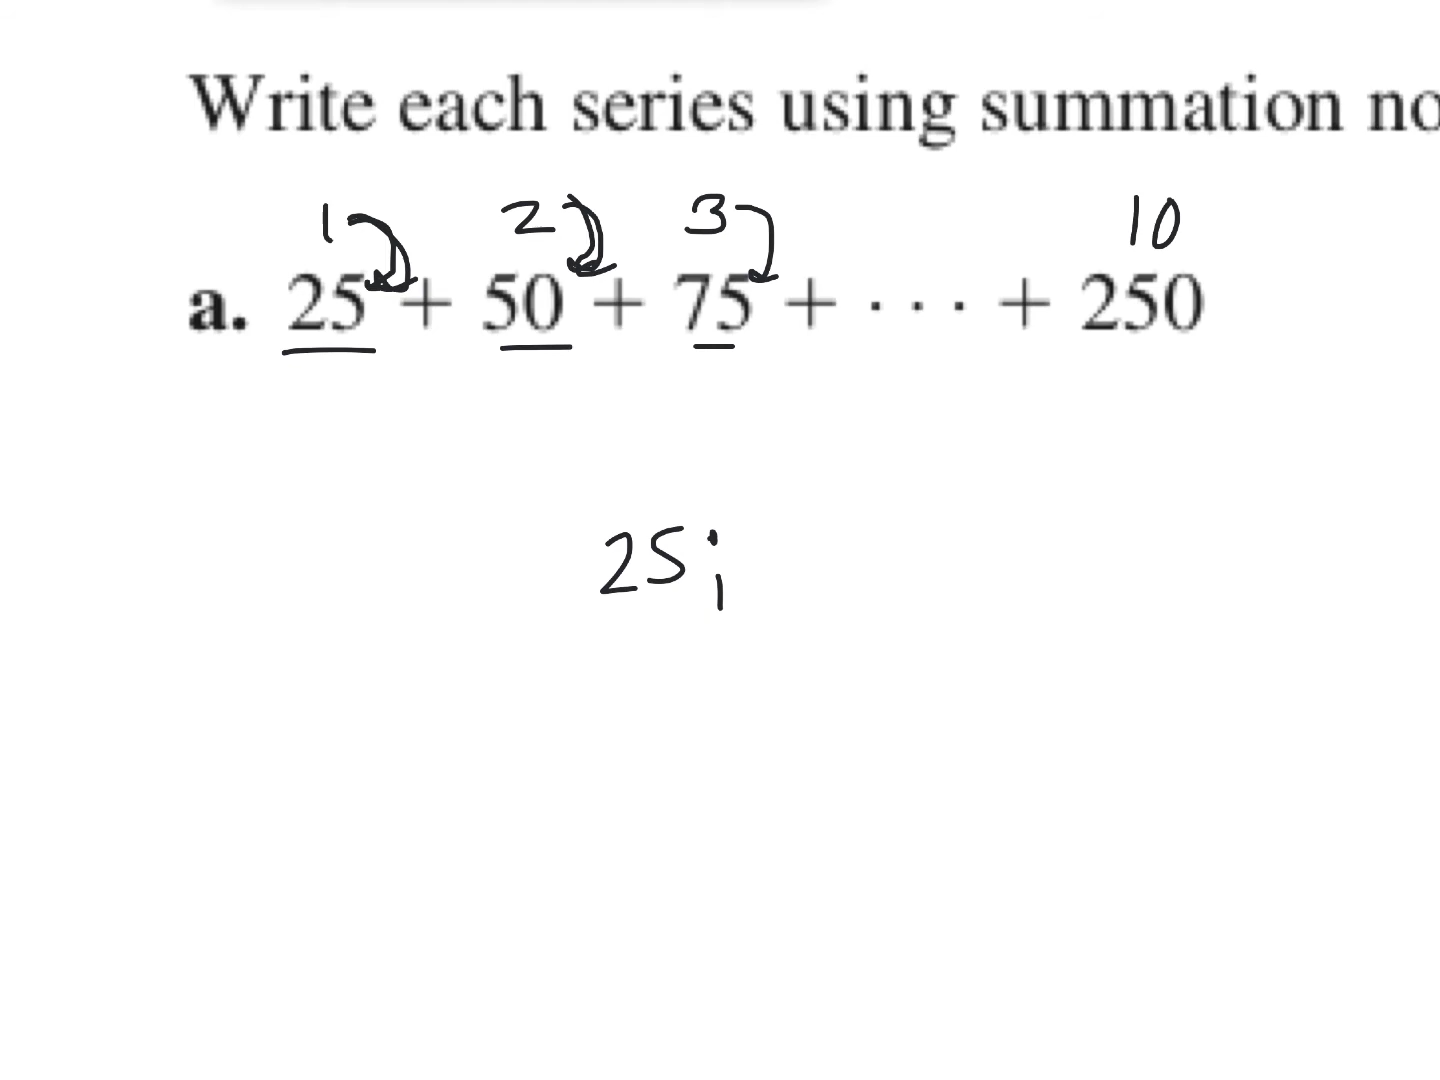 Write each series using summation no
1 2 3 10
a. 25 + 50 + 75 + · · · + 250
25i